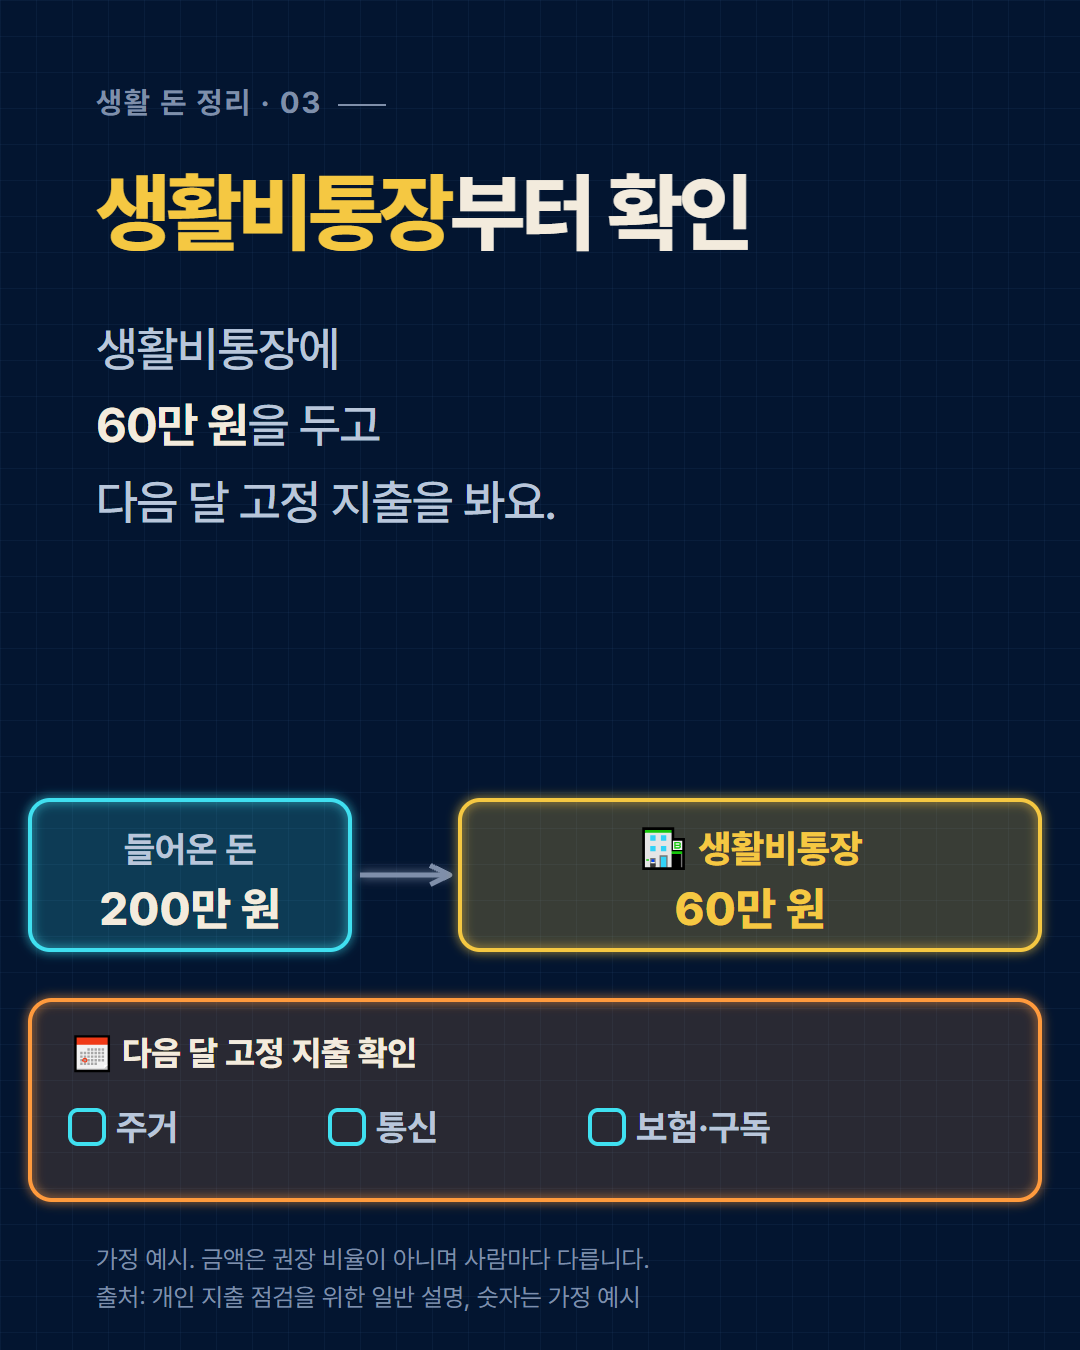 생활 돈 정리 · 03
생활비통장부터 확인
생활비통장에
60만 원을 두고
다음 달 고정 지출을 봐요.
들어온 돈
200만 원
생활비통장
60만 원
다음 달 고정 지출 확인
주거
통신
보험·구독
가정 예시. 금액은 권장 비율이 아니며 사람마다 다릅니다.
출처: 개인 지출 점검을 위한 일반 설명, 숫자는 가정 예시